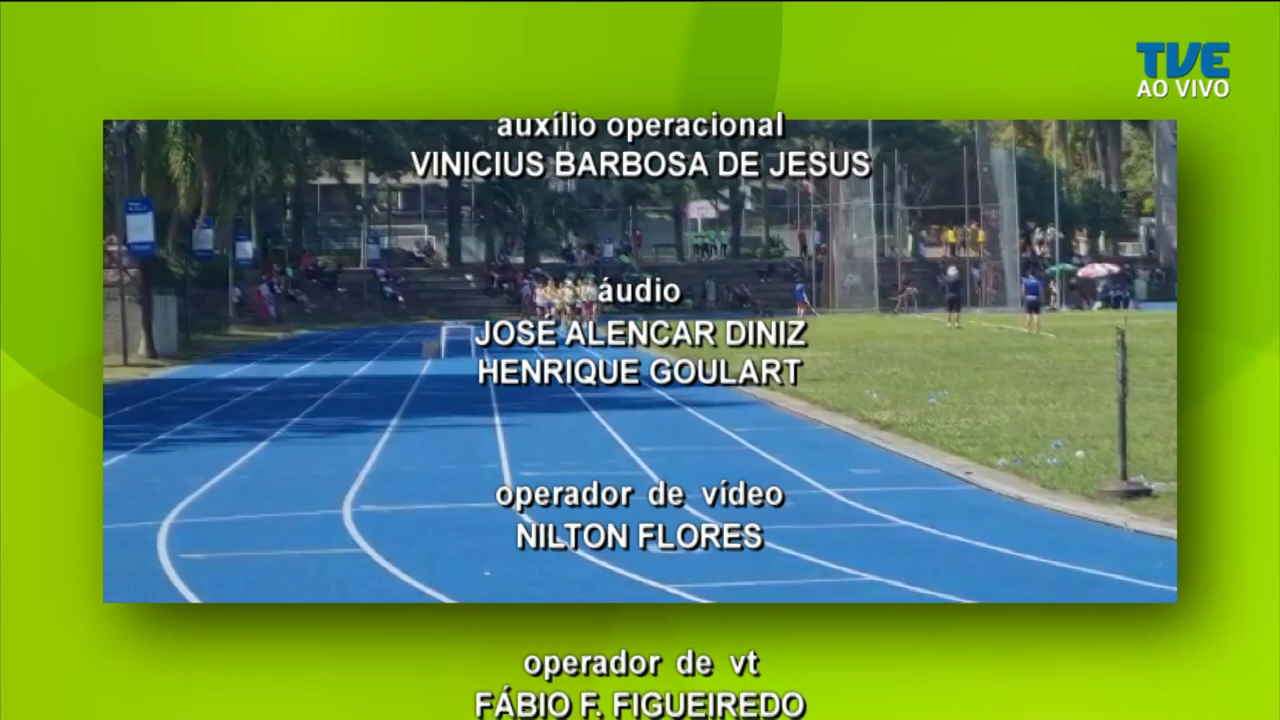 TVE
AO VIVO
auxílio operacional
VINICIUS BARBOSA DE JESUS
áudio
JOSÉ ALENCAR DINIZ
HENRIQUE GOULART
operador de vídeo
NILTON FLORES
operador de vt
FÁBIO F. FIGUEIREDO